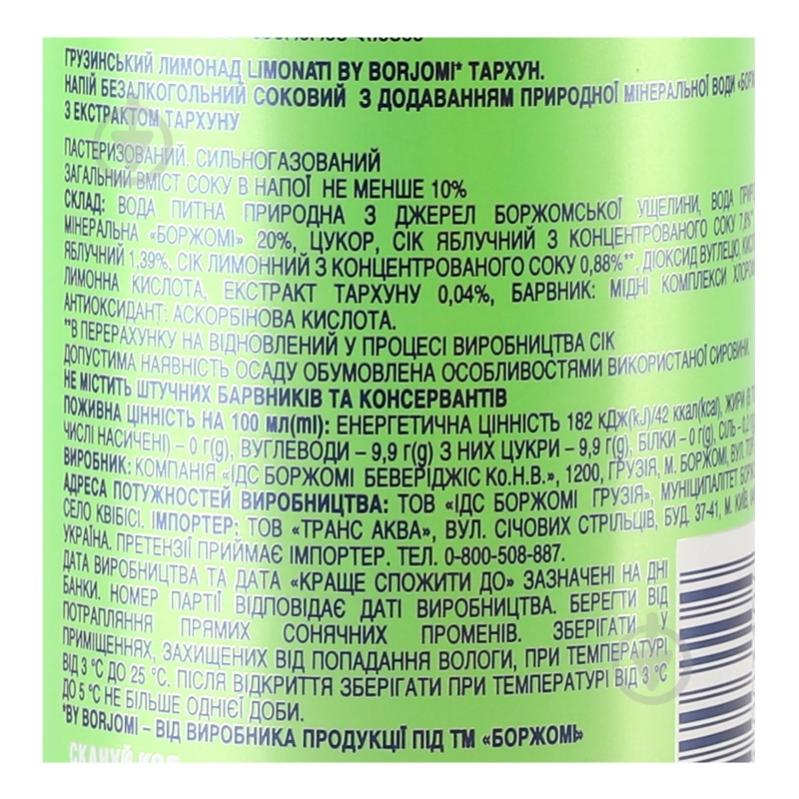 ГРУЗИНСЬКИЙ ЛИМОНАД LIMONATI BY BORJOMI* ТАРХУН.
НАПІЙ БЕЗАЛКОГОЛЬНИЙ СОКОВИЙ З ДОДАВАННЯМ ПРИРОДНОЇ МІНЕРАЛЬНОЇ ВОДИ
З ЕКСТРАКТОМ ТАРХУНУ
ПАСТЕРИЗОВАНИЙ. СИЛЬНОГАЗОВАНИЙ
ЗАГАЛЬНИЙ ВМІСТ СОКУ В НАПОЇ НЕ МЕНШЕ 10%
СКЛАД: ВОДА ПИТНА ПРИРОДНА З ДЖЕРЕЛ БОРЖОМСЬКОЇ УЩЕЛИНИ, ВОДА
МІНЕРАЛЬНА «БОРЖОМІ» 20%, ЦУКОР, СІК ЯБЛУЧНИЙ З КОНЦЕНТРОВАНОГО СОКУ
ЯБЛУЧНИЙ 1,39%, СІК ЛИМОННИЙ З КОНЦЕНТРОВАНОГО СОКУ 0,88%**, ДІОКСИД ВУГЛЕЦЮ,
ЛИМОННА КИСЛОТА, ЕКСТРАКТ ТАРХУНУ 0,04%, БАРВНИК: МІДНІ КОМПЛЕКСИ
АНТИОКСИДАНТ: АСКОРБІНОВА КИСЛОТА.
**В ПЕРЕРАХУНКУ НА ВІДНОВЛЕНИЙ У ПРОЦЕСІ ВИРОБНИЦТВА СІК
ДОПУСТИМА НАЯВНІСТЬ ОСАДУ ОБУМОВЛЕНА ОСОБЛИВОСТЯМИ ВИКОРИСТАНОЇ СИРОВИНИ.
НЕ МІСТИТЬ ШТУЧНИХ БАРВНИКІВ ТА КОНСЕРВАНТІВ
ПОЖИВНА ЦІННІСТЬ НА 100 мл(ml): ЕНЕРГЕТИЧНА ЦІННІСТЬ 182 кДж(kJ)/42 ккал(kcal), ЖИРИ (В
ЧИСЛІ НАСИЧЕНІ) – 0 г(g), ВУГЛЕВОДИ – 9,9 г(g) З НИХ ЦУКРИ – 9,9 г(g), БІЛКИ – 0 г(g), СІЛЬ –
ВИРОБНИК: КОМПАНІЯ «ІДС БОРЖОМІ БЕВЕРІДЖІС Ко.Н.В.», 1200, ГРУЗІЯ, М. БОРЖОМІ, ВУЛ.
АДРЕСА ПОТУЖНОСТЕЙ ВИРОБНИЦТВА: ТОВ «ІДС БОРЖОМІ ГРУЗІЯ», МУНІЦИПАЛІТЕТ
СЕЛО КВІБІСІ. ІМПОРТЕР: ТОВ «ТРАНС АКВА», ВУЛ. СІЧОВИХ СТРІЛЬЦІВ, БУД. 37-41, М. КИЇВ,
УКРАЇНА. ПРЕТЕНЗІЇ ПРИЙМАЄ ІМПОРТЕР. ТЕЛ. 0-800-508-887.
ДАТА ВИРОБНИЦТВА ТА ДАТА «КРАЩЕ СПОЖИТИ ДО» ЗАЗНАЧЕНІ НА ДНІ
БАНКИ. НОМЕР ПАРТІЇ ВІДПОВІДАЄ ДАТІ ВИРОБНИЦТВА. БЕРЕГТИ ВІД
ПОТРАПЛЯННЯ ПРЯМИХ СОНЯЧНИХ ПРОМЕНІВ. ЗБЕРІГАТИ У
ПРИМІЩЕННЯХ, ЗАХИЩЕНИХ ВІД ПОПАДАННЯ ВОЛОГИ, ПРИ ТЕМПЕРАТУРІ
ВІД 3 °С ДО 25 °С. ПІСЛЯ ВІДКРИТТЯ ЗБЕРІГАТИ ПРИ ТЕМПЕРАТУРІ ВІД 3 °С
ДО 5 °С НЕ БІЛЬШЕ ОДНІЄЇ ДОБИ.
*BY BORJOMI – ВІД ВИРОБНИКА ПРОДУКЦІЇ ПІД ТМ «БОРЖОМІ»